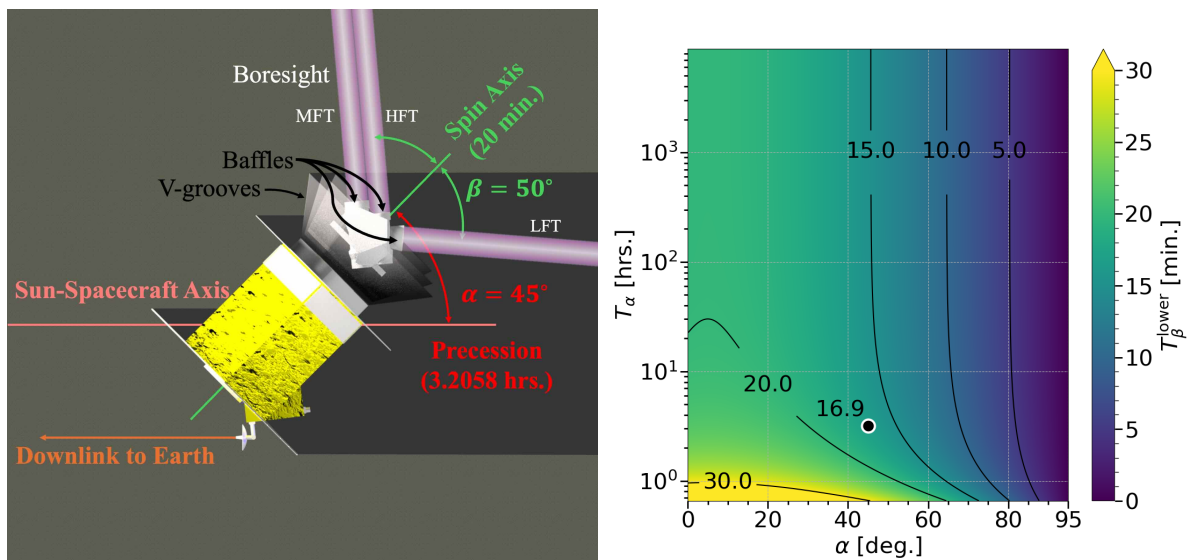 Boresight
MFT
HFT
Spin Axis
(20 min.)
Baffles
V-grooves
β = 50°
LFT
Sun-Spacecraft Axis
α = 45°
Precession
(3.2058 hrs.)
Downlink to Earth
T_α [hrs.]
10³
10²
10¹
10⁰
15.0
10.0
5.0
20.0
16.9
30.0
0
20
40
60
80
95
α [deg.]
30
25
20
15
10
5
0
T_β^lower [min.]